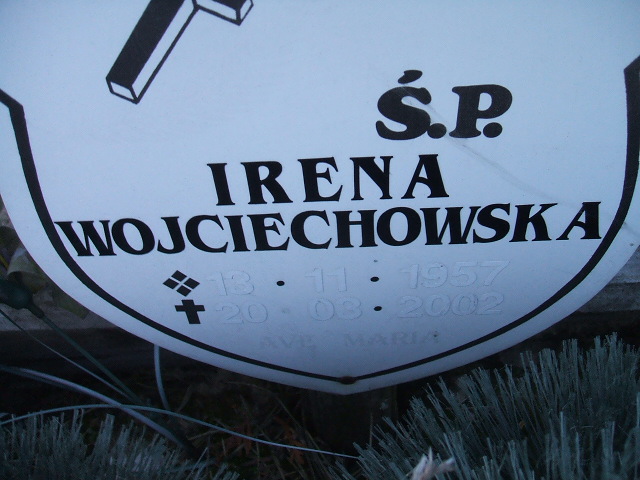 Ś.P.
IRENA
WOJCIECHOWSKA
13 · 11 · 1957
20 · 03 · 2002
AVE MARIA